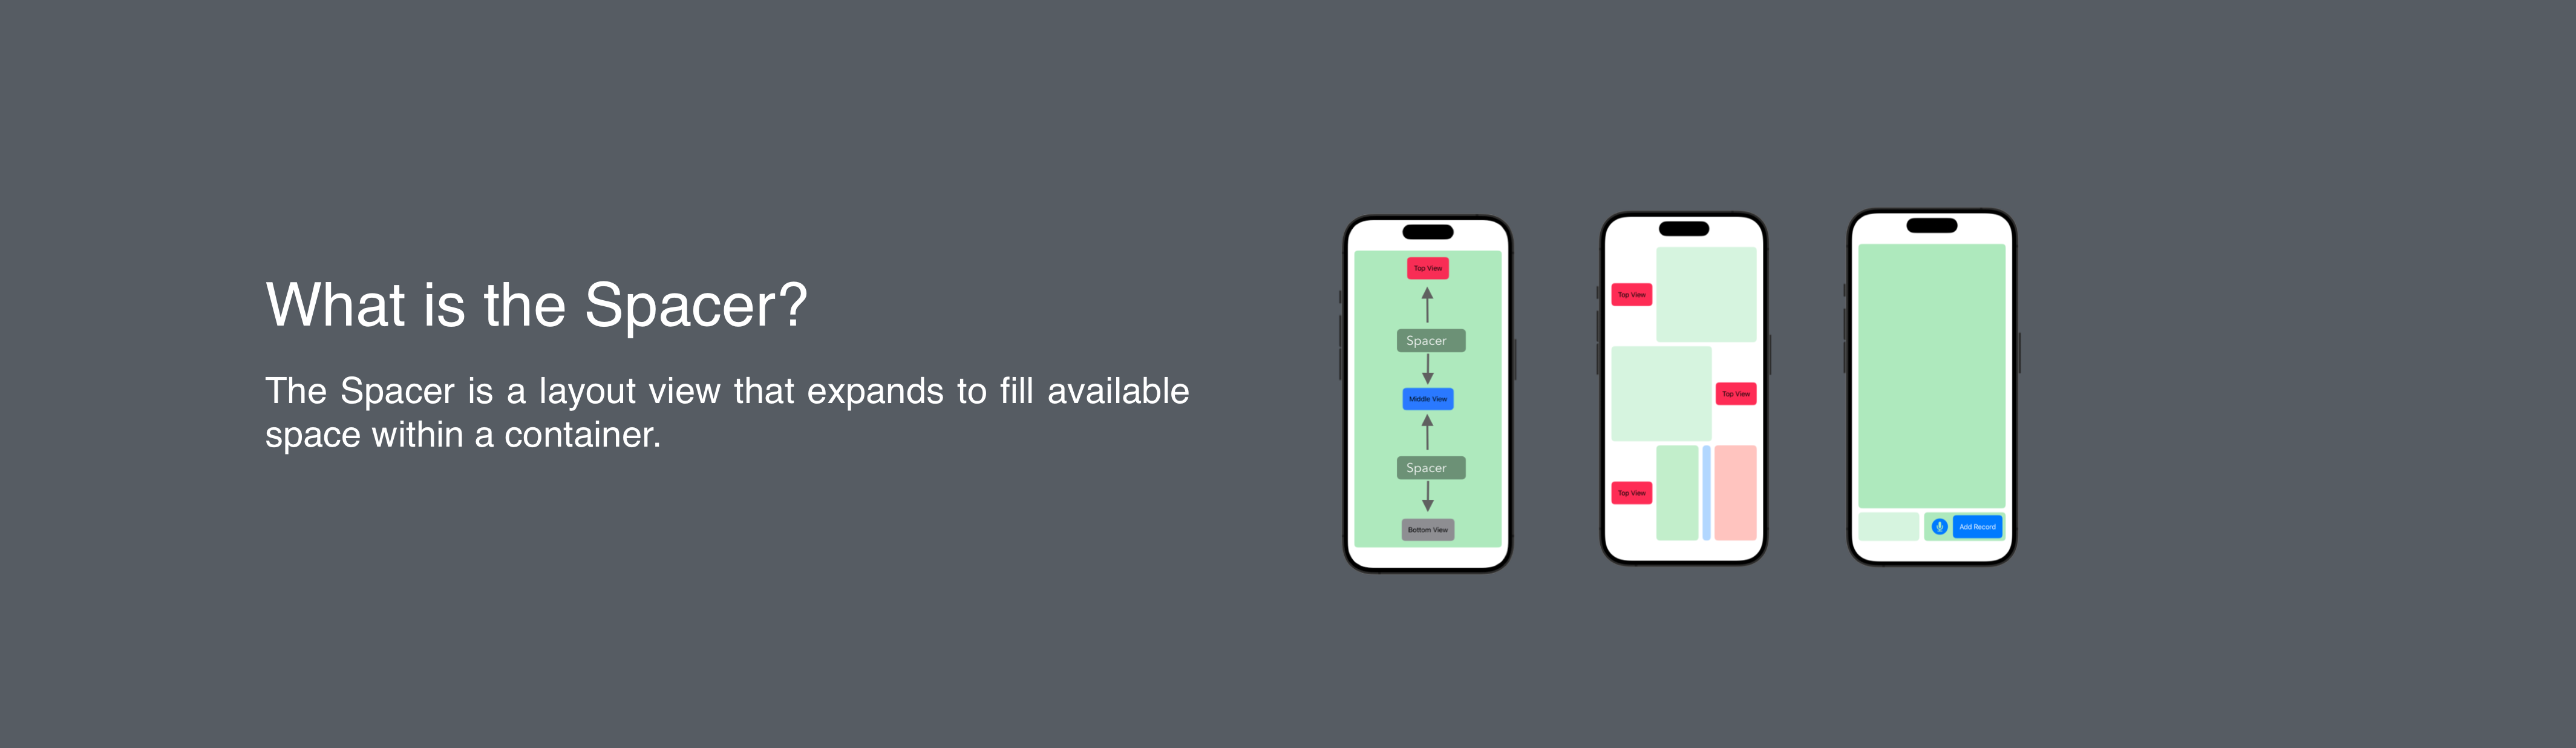 What is the Spacer?
The Spacer is a layout view that expands to fill available
space within a container.
Top View
Spacer
Middle View
Spacer
Bottom View
Top View
Top View
Top View
Add Record